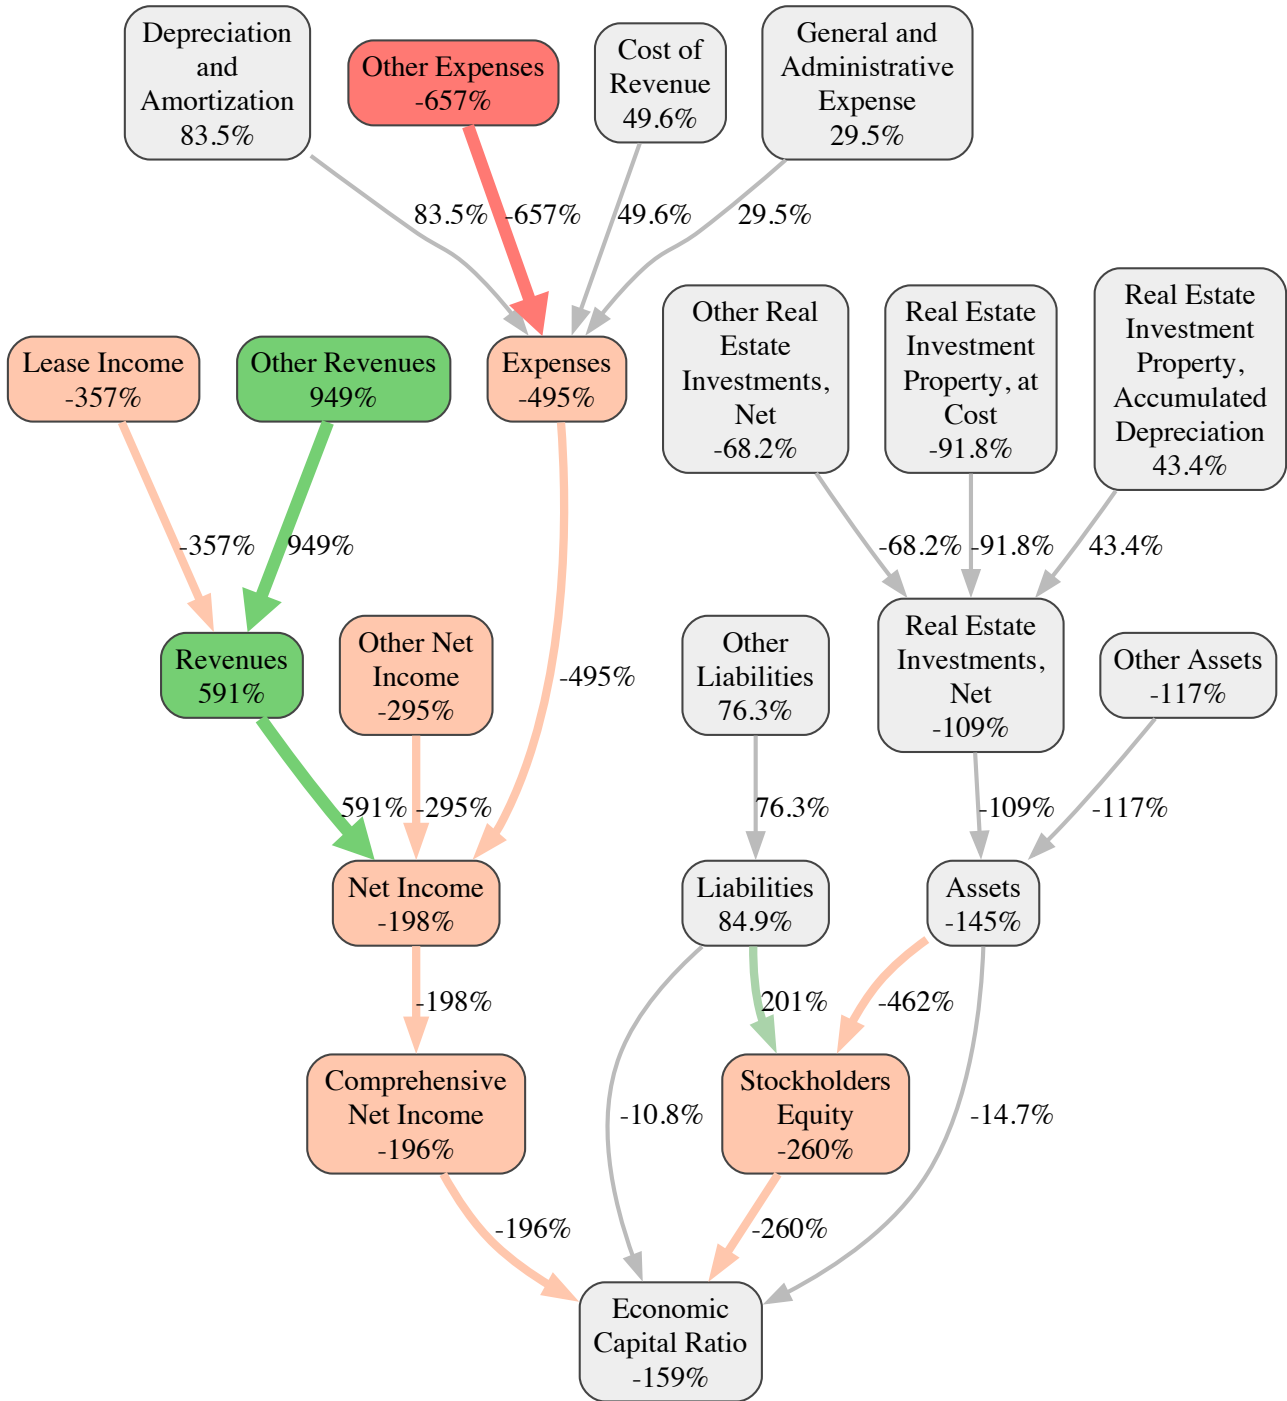 Depreciation
and
Amortization
83.5%
Other Expenses
-657%
Cost of
Revenue
49.6%
General and
Administrative
Expense
29.5%
83.5%
-657%
49.6%
29.5%
Lease Income
-357%
Other Revenues
949%
Expenses
-495%
Other Real
Estate
Investments,
Net
-68.2%
Real Estate
Investment
Property, at
Cost
-91.8%
Real Estate
Investment
Property,
Accumulated
Depreciation
43.4%
-357%
949%
-68.2%
-91.8%
43.4%
Revenues
591%
Other Net
Income
-295%
-495%
Other
Liabilities
76.3%
Real Estate
Investments,
Net
-109%
Other Assets
-117%
591%
-295%
76.3%
-109%
-117%
Net Income
-198%
Liabilities
84.9%
Assets
-145%
-198%
201%
-462%
Comprehensive
Net Income
-196%
-10.8%
Stockholders
Equity
-260%
-14.7%
-196%
-260%
Economic
Capital Ratio
-159%